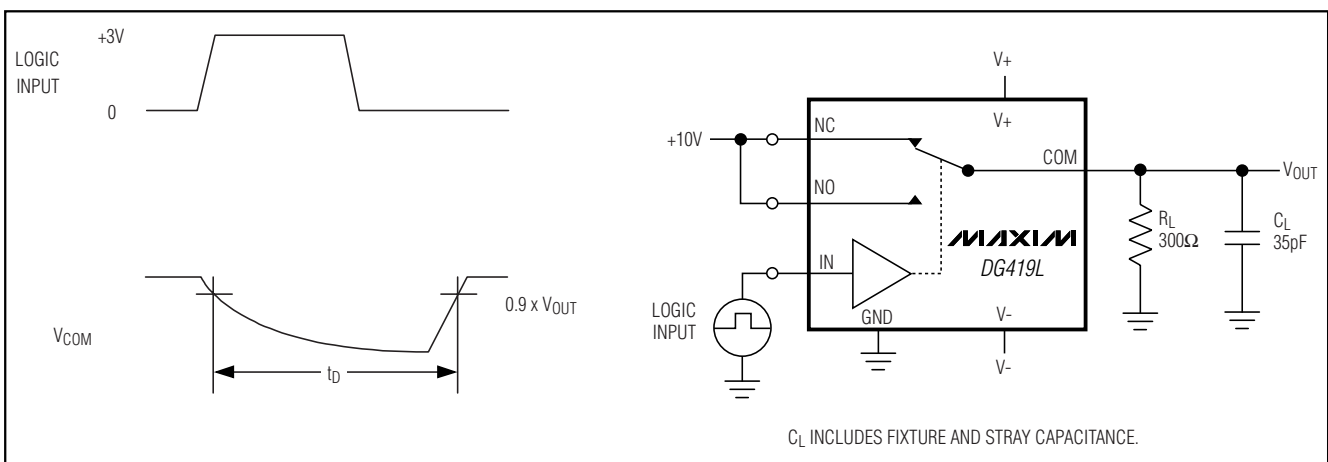 +3V
LOGIC
INPUT
0
V+
V+
+10V
NC
COM
VOUT
NO
RL
300Ω
CL
35pF
MAXIM
DG419L
IN
LOGIC
INPUT
GND
V-
V-
0.9 x VOUT
VCOM
tD
CL INCLUDES FIXTURE AND STRAY CAPACITANCE.